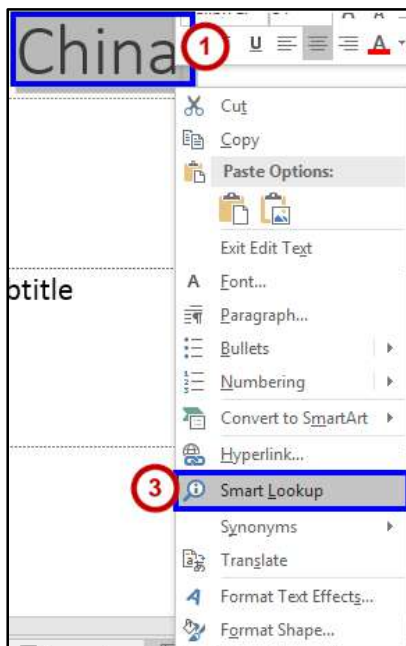 China
1
U A
Cut
Copy
Paste Options:
Exit Edit Text
btitle
A Font...
Paragraph...
Bullets
Numbering
Convert to SmartArt
Hyperlink...
3 Smart Lookup
Synonyms
Translate
A Format Text Effects...
Format Shape...